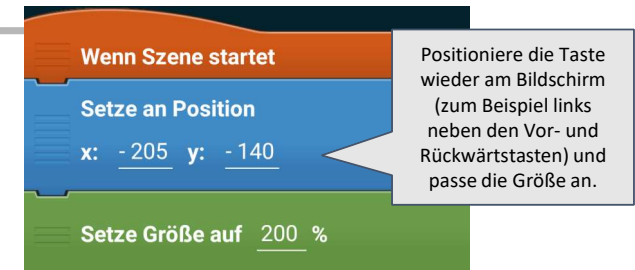 Wenn Szene startet
Setze an Position
x: - 205 y: - 140
Setze Größe auf 200 %
Positioniere die Taste
wieder am Bildschirm
(zum Beispiel links
neben den Vor- und
Rückwärtstasten) und
passe die Größe an.